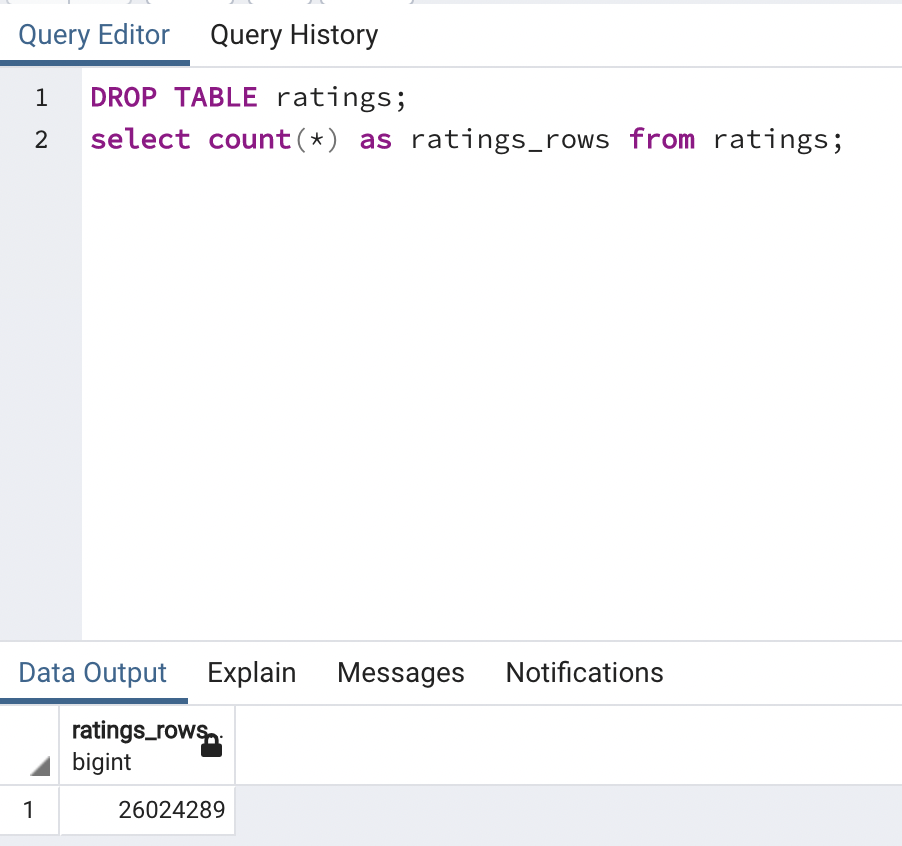 Query Editor Query History
1 DROP TABLE ratings;
2 select count(*) as ratings_rows from ratings;
Data Output Explain Messages Notifications
ratings_rows
bigint
1 26024289